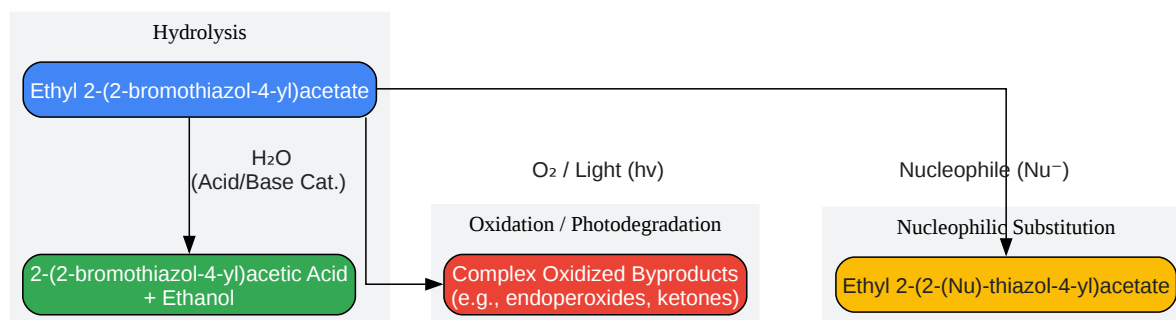 Hydrolysis
Ethyl 2-(2-bromothiazol-4-yl)acetate
H₂O
(Acid/Base Cat.)
O₂ / Light (hv)
Nucleophile (Nu⁻)
Oxidation / Photodegradation
Nucleophilic Substitution
2-(2-bromothiazol-4-yl)acetic Acid
+ Ethanol
Complex Oxidized Byproducts
(e.g., endoperoxides, ketones)
Ethyl 2-(2-(Nu)-thiazol-4-yl)acetate